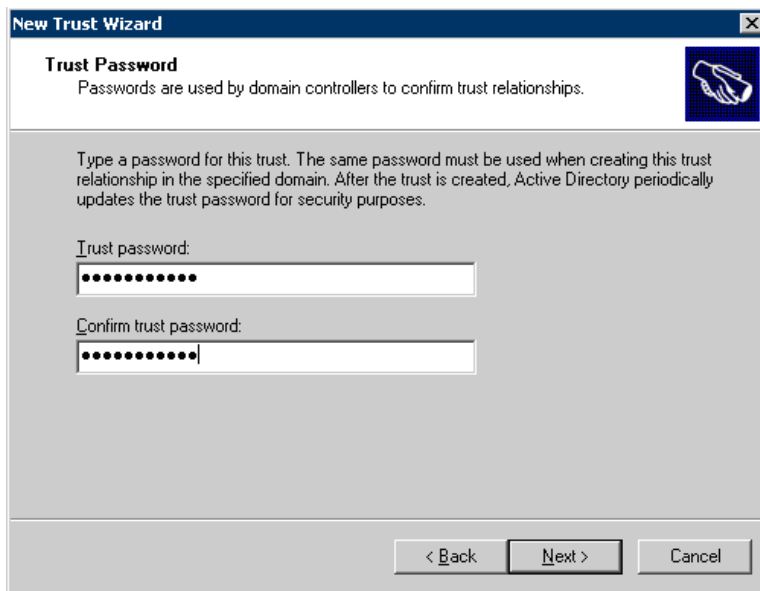 New Trust Wizard
Trust Password
Passwords are used by domain controllers to confirm trust relationships.
Type a password for this trust. The same password must be used when creating this trust
relationship in the specified domain. After the trust is created, Active Directory periodically
updates the trust password for security purposes.
Trust password:
●●●●●●●●●●●
Confirm trust password:
●●●●●●●●●●●
< Back Next > Cancel